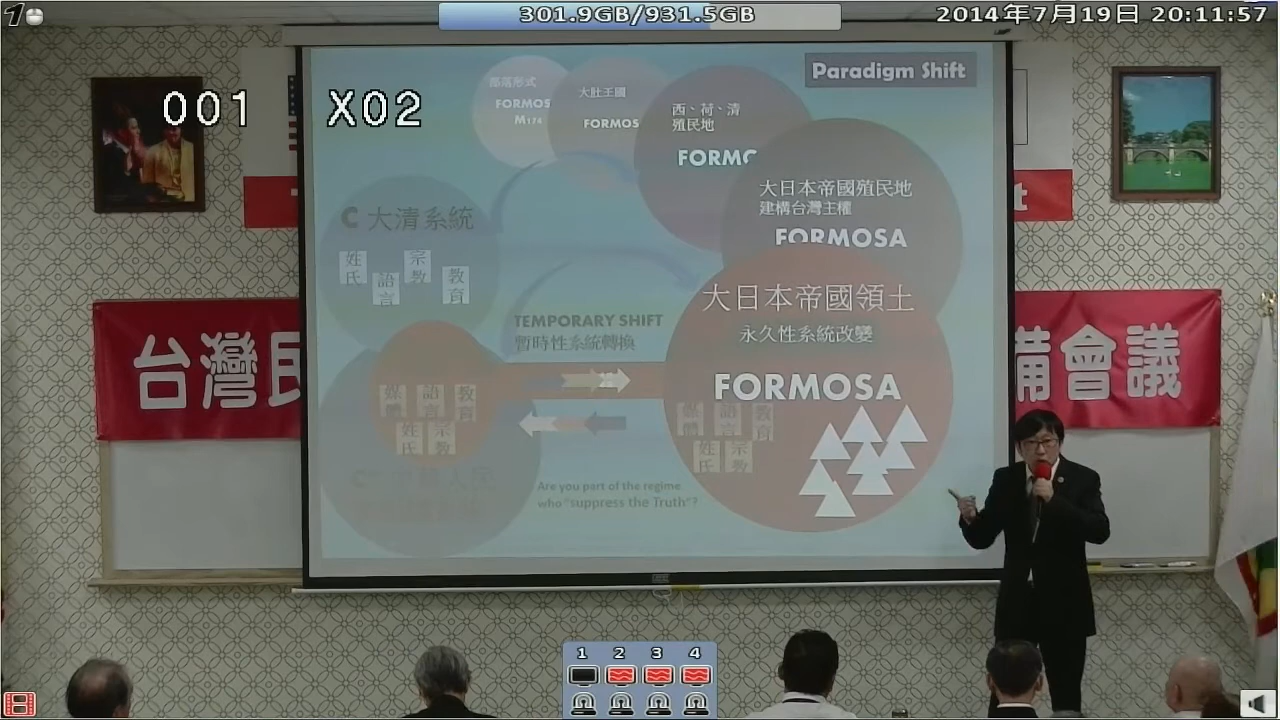 301.9GB/931.5GB
2014年7月19日 20:11:57
1
001 X02
Paradigm Shift
部落形式
FORMOS
M174
大肚王國
FORMOS
西、荷、清
殖民地
FORMO
大日本帝國殖民地
建構台灣主權
FORMOSA
C 大清系統
姓氏
語言
宗教
教育
大日本帝國領土
永久性系統改變
FORMOSA
TEMPORARY SHIFT
暫時性系統轉換
媒體
語言
教育
姓氏
宗教
媒體
語言
教育
姓氏
宗教
Are you part of the regime
who "suppress the Truth"?
台灣民
備會議
t
1 2 3 4